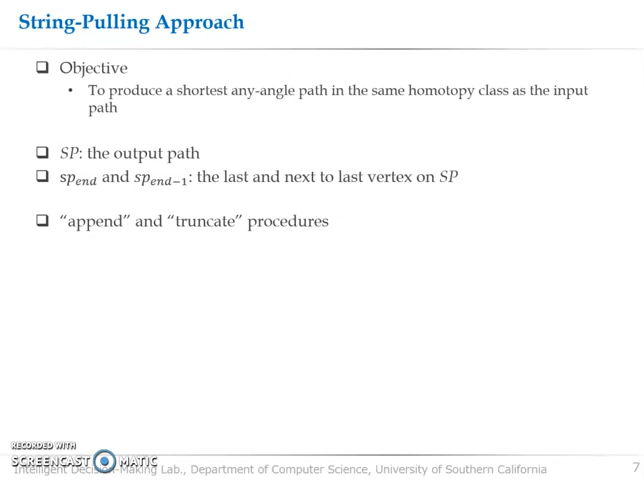 String-Pulling Approach
❑ Objective
• To produce a shortest any-angle path in the same homotopy class as the input
path
❑ SP: the output path
❑ sp_end and sp_end−1: the last and next to last vertex on SP
❑ “append” and “truncate” procedures
RECORDED WITH
SCREENCAST MATIC
Intelligent Decision-Making Lab., Department of Computer Science, University of Southern California 7